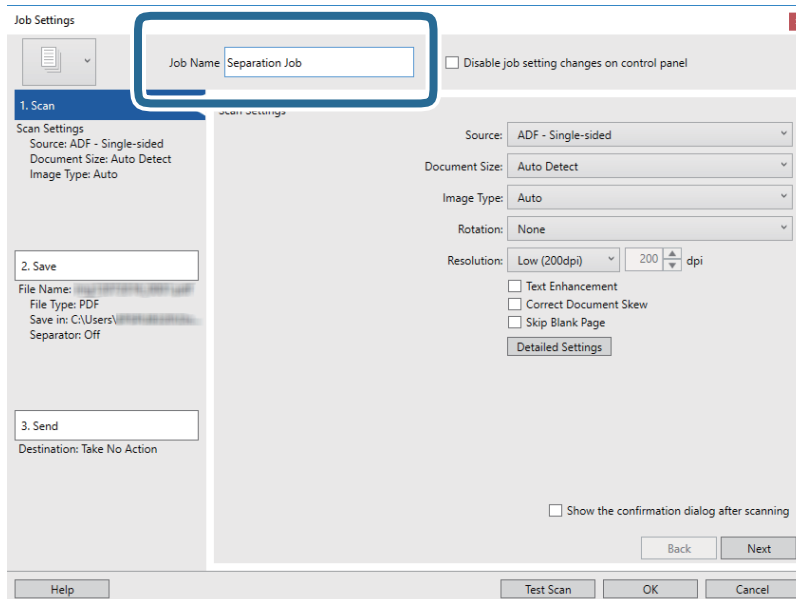 Job Settings
Job Name Separation Job
Disable job setting changes on control panel
1. Scan
Scan Settings
Source: ADF - Single-sided
Document Size: Auto Detect
Image Type: Auto
2. Save
File Name:
File Type: PDF
Save in: C:\Users\
Separator: Off
3. Send
Destination: Take No Action
Scan Settings
Source: ADF - Single-sided
Document Size: Auto Detect
Image Type: Auto
Rotation: None
Resolution: Low (200dpi) 200 dpi
Text Enhancement
Correct Document Skew
Skip Blank Page
Detailed Settings
Show the confirmation dialog after scanning
Back Next
Help Test Scan OK Cancel